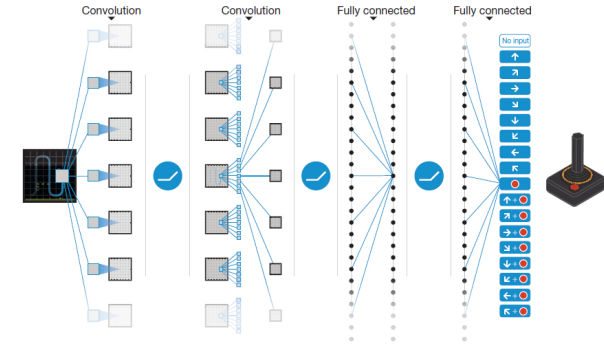 Convolution
Convolution
Fully connected
Fully connected
No input
+
+
+
+
+
+
+
+